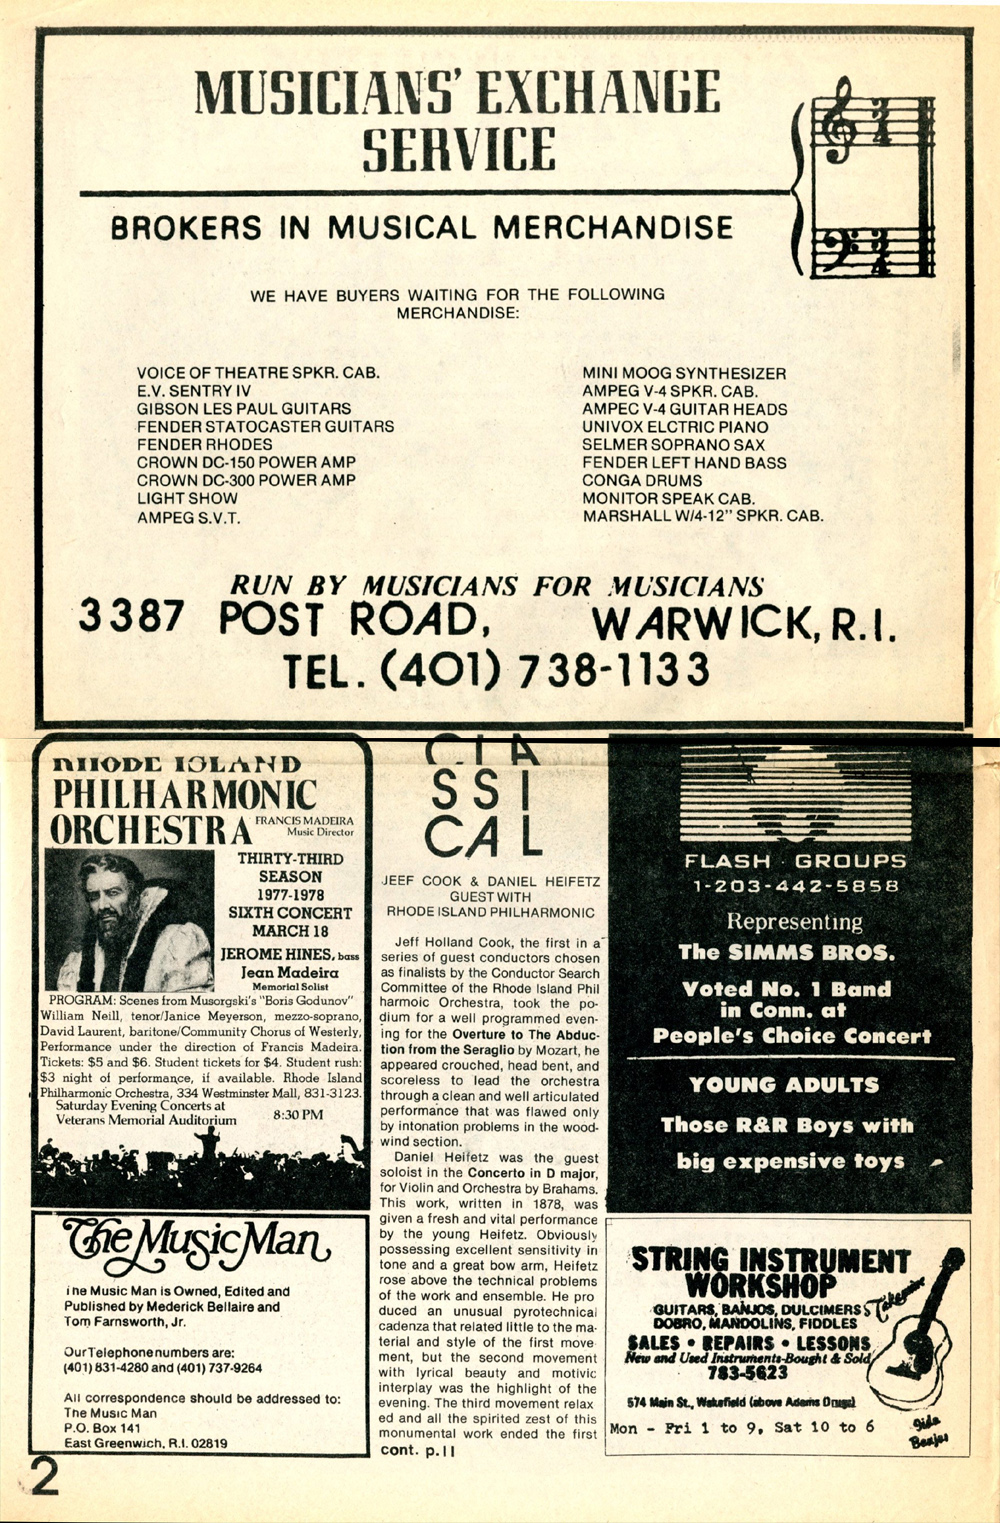 MUSICIANS' EXCHANGE
SERVICE
BROKERS IN MUSICAL MERCHANDISE
WE HAVE BUYERS WAITING FOR THE FOLLOWING
MERCHANDISE:
VOICE OF THEATRE SPKR. CAB.
E.V. SENTRY IV
GIBSON LES PAUL GUITARS
FENDER STATOCASTER GUITARS
FENDER RHODES
CROWN DC-150 POWER AMP
CROWN DC-300 POWER AMP
LIGHT SHOW
AMPEG S.V.T.
MINI MOOG SYNTHESIZER
AMPEG V-4 SPKR. CAB.
AMPEC V-4 GUITAR HEADS
UNIVOX ELCTRIC PIANO
SELMER SOPRANO SAX
FENDER LEFT HAND BASS
CONGA DRUMS
MONITOR SPEAK CAB.
MARSHALL W/4-12" SPKR. CAB.
RUN BY MUSICIANS FOR MUSICIANS
3387 POST ROAD, WARWICK, R.I.
TEL. (401) 738-1133
RHODE ISLAND
PHILHARMONIC
ORCHESTRA
FRANCIS MADEIRA
Music Director
THIRTY-THIRD
SEASON
1977-1978
SIXTH CONCERT
MARCH 18
JEROME HINES, bass
Jean Madeira
Memorial Solist
PROGRAM: Scenes from Musorgski's "Boris Godunov"
William Neill, tenor/Janice Meyerson, mezzo-soprano,
David Laurent, baritone/Community Chorus of Westerly,
Performance under the direction of Francis Madeira.
Tickets: $5 and $6. Student tickets for $4. Student rush:
$3 night of performance, if available. Rhode Island
Philharmonic Orchestra, 334 Westminster Mall, 831-3123.
Saturday Evening Concerts at
Veterans Memorial Auditorium
8:30 PM
The Music Man
The Music Man is Owned, Edited and
Published by Mederick Bellaire and
Tom Farnsworth, Jr.
Our Telephone numbers are:
(401) 831-4280 and (401) 737-9264
All correspondence should be addressed to:
The Music Man
P.O. Box 141
East Greenwich, R.I. 02819
2
CLA
SSI
CAL
JEEF COOK & DANIEL HEIFETZ
GUEST WITH
RHODE ISLAND PHILHARMONIC
Jeff Holland Cook, the first in a
series of guest conductors chosen
as finalists by the Conductor Search
Committee of the Rhode Island Phil
harmoic Orchestra, took the po-
dium for a well programmed even-
ing for the Overture to The Abduc-
tion from the Seraglio by Mozart, he
appeared crouched, head bent, and
scoreless to lead the orchestra
through a clean and well articulated
performance that was flawed only
by intonation problems in the wood-
wind section.
Daniel Heifetz was the guest
soloist in the Concerto in D major,
for Violin and Orchestra by Brahams.
This work, written in 1878, was
given a fresh and vital performance
by the young Heifetz. Obviously
possessing excellent sensitivity in
tone and a great bow arm, Heifetz
rose above the technical problems
of the work and ensemble. He pro
duced an unusual pyrotechnical
cadenza that related little to the ma-
terial and style of the first move
ment, but the second movement
with lyrical beauty and motivic
interplay was the highlight of the
evening. The third movement relax
ed and all the spirited zest of this
monumental work ended the first
cont. p.11
FLASH · GROUPS
1-203-442-5858
Representing
The SIMMS BROS.
Voted No. 1 Band
in Conn. at
People's Choice Concert
YOUNG ADULTS
Those R&R Boys with
big expensive toys
STRING INSTRUMENT
WORKSHOP
GUITARS, BANJOS, DULCIMERS
DOBRO, MANDOLINS, FIDDLES
Takamine
SALES • REPAIRS • LESSONS
New and Used Instruments-Bought & Sold
783-5623
574 Main St., Wakefield (above Adams Drugs)
Mon - Fri 1 to 9, Sat 10 to 6
Banjos